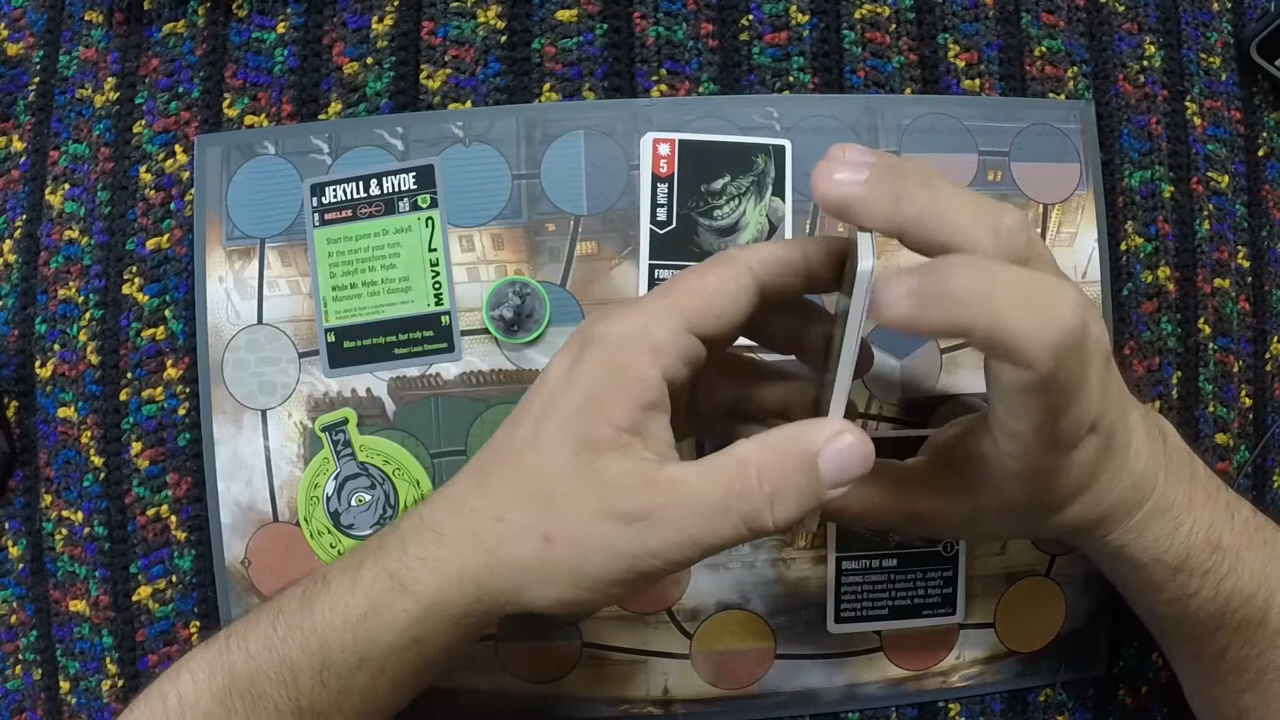 JEKYLL & HYDE
MELEE
16
Start the game as Dr. Jekyll.
At the start of your turn,
you may transform into
Dr. Jekyll or Mr. Hyde.
While Mr. Hyde: After you
Maneuver, take 1 damage.
MOVE 2
"Man is not truly one, but truly two."
-Robert Louis Stevenson
5
MR. HYDE
1
DUALITY OF MAN
DURING COMBAT: If you are Dr. Jekyll and
playing this card to defend, this card's
value is 6 instead. If you are Mr. Hyde and
playing this card to attack, this card's
value is 6 instead.